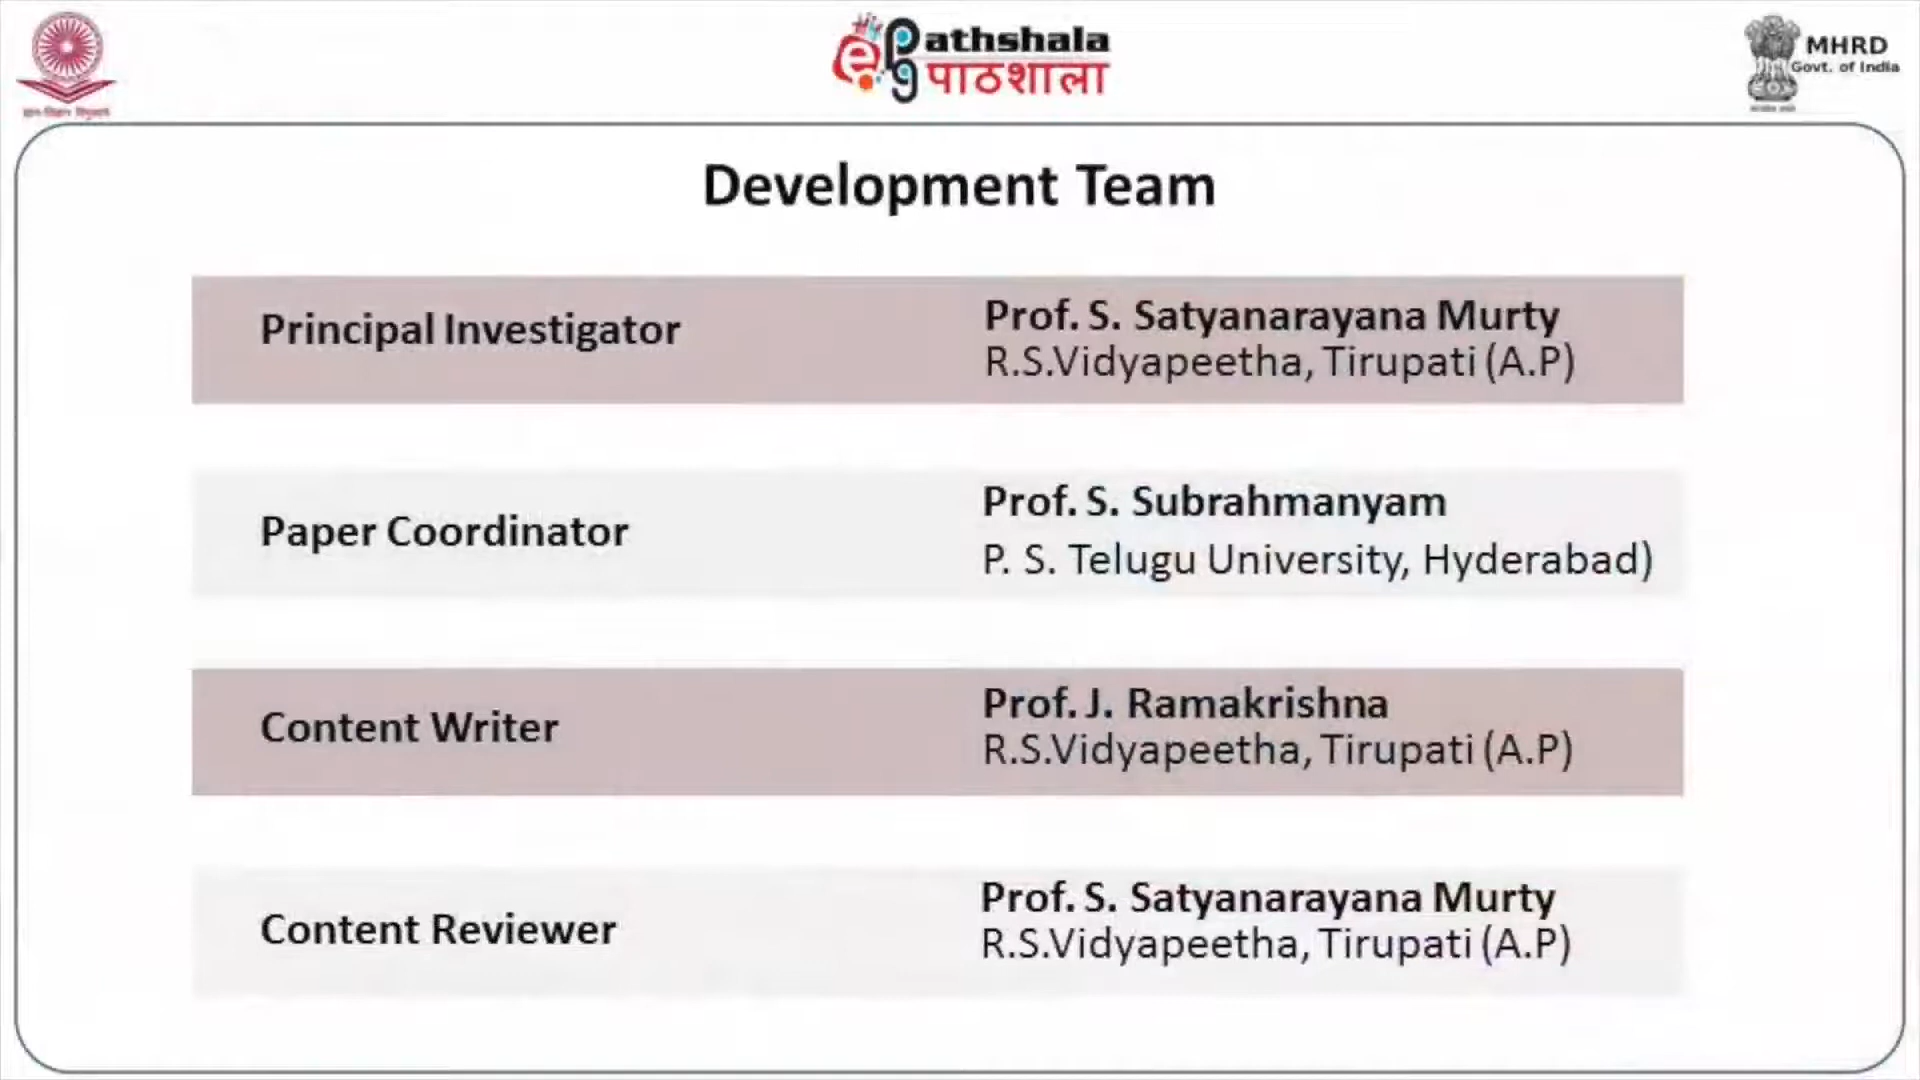 ePG Pathshala
पाठशाला
MHRD
Govt. of India
Development Team
Principal Investigator
Prof. S. Satyanarayana Murty
R.S.Vidyapeetha, Tirupati (A.P)
Paper Coordinator
Prof. S. Subrahmanyam
P. S. Telugu University, Hyderabad)
Content Writer
Prof. J. Ramakrishna
R.S.Vidyapeetha, Tirupati (A.P)
Content Reviewer
Prof. S. Satyanarayana Murty
R.S.Vidyapeetha, Tirupati (A.P)